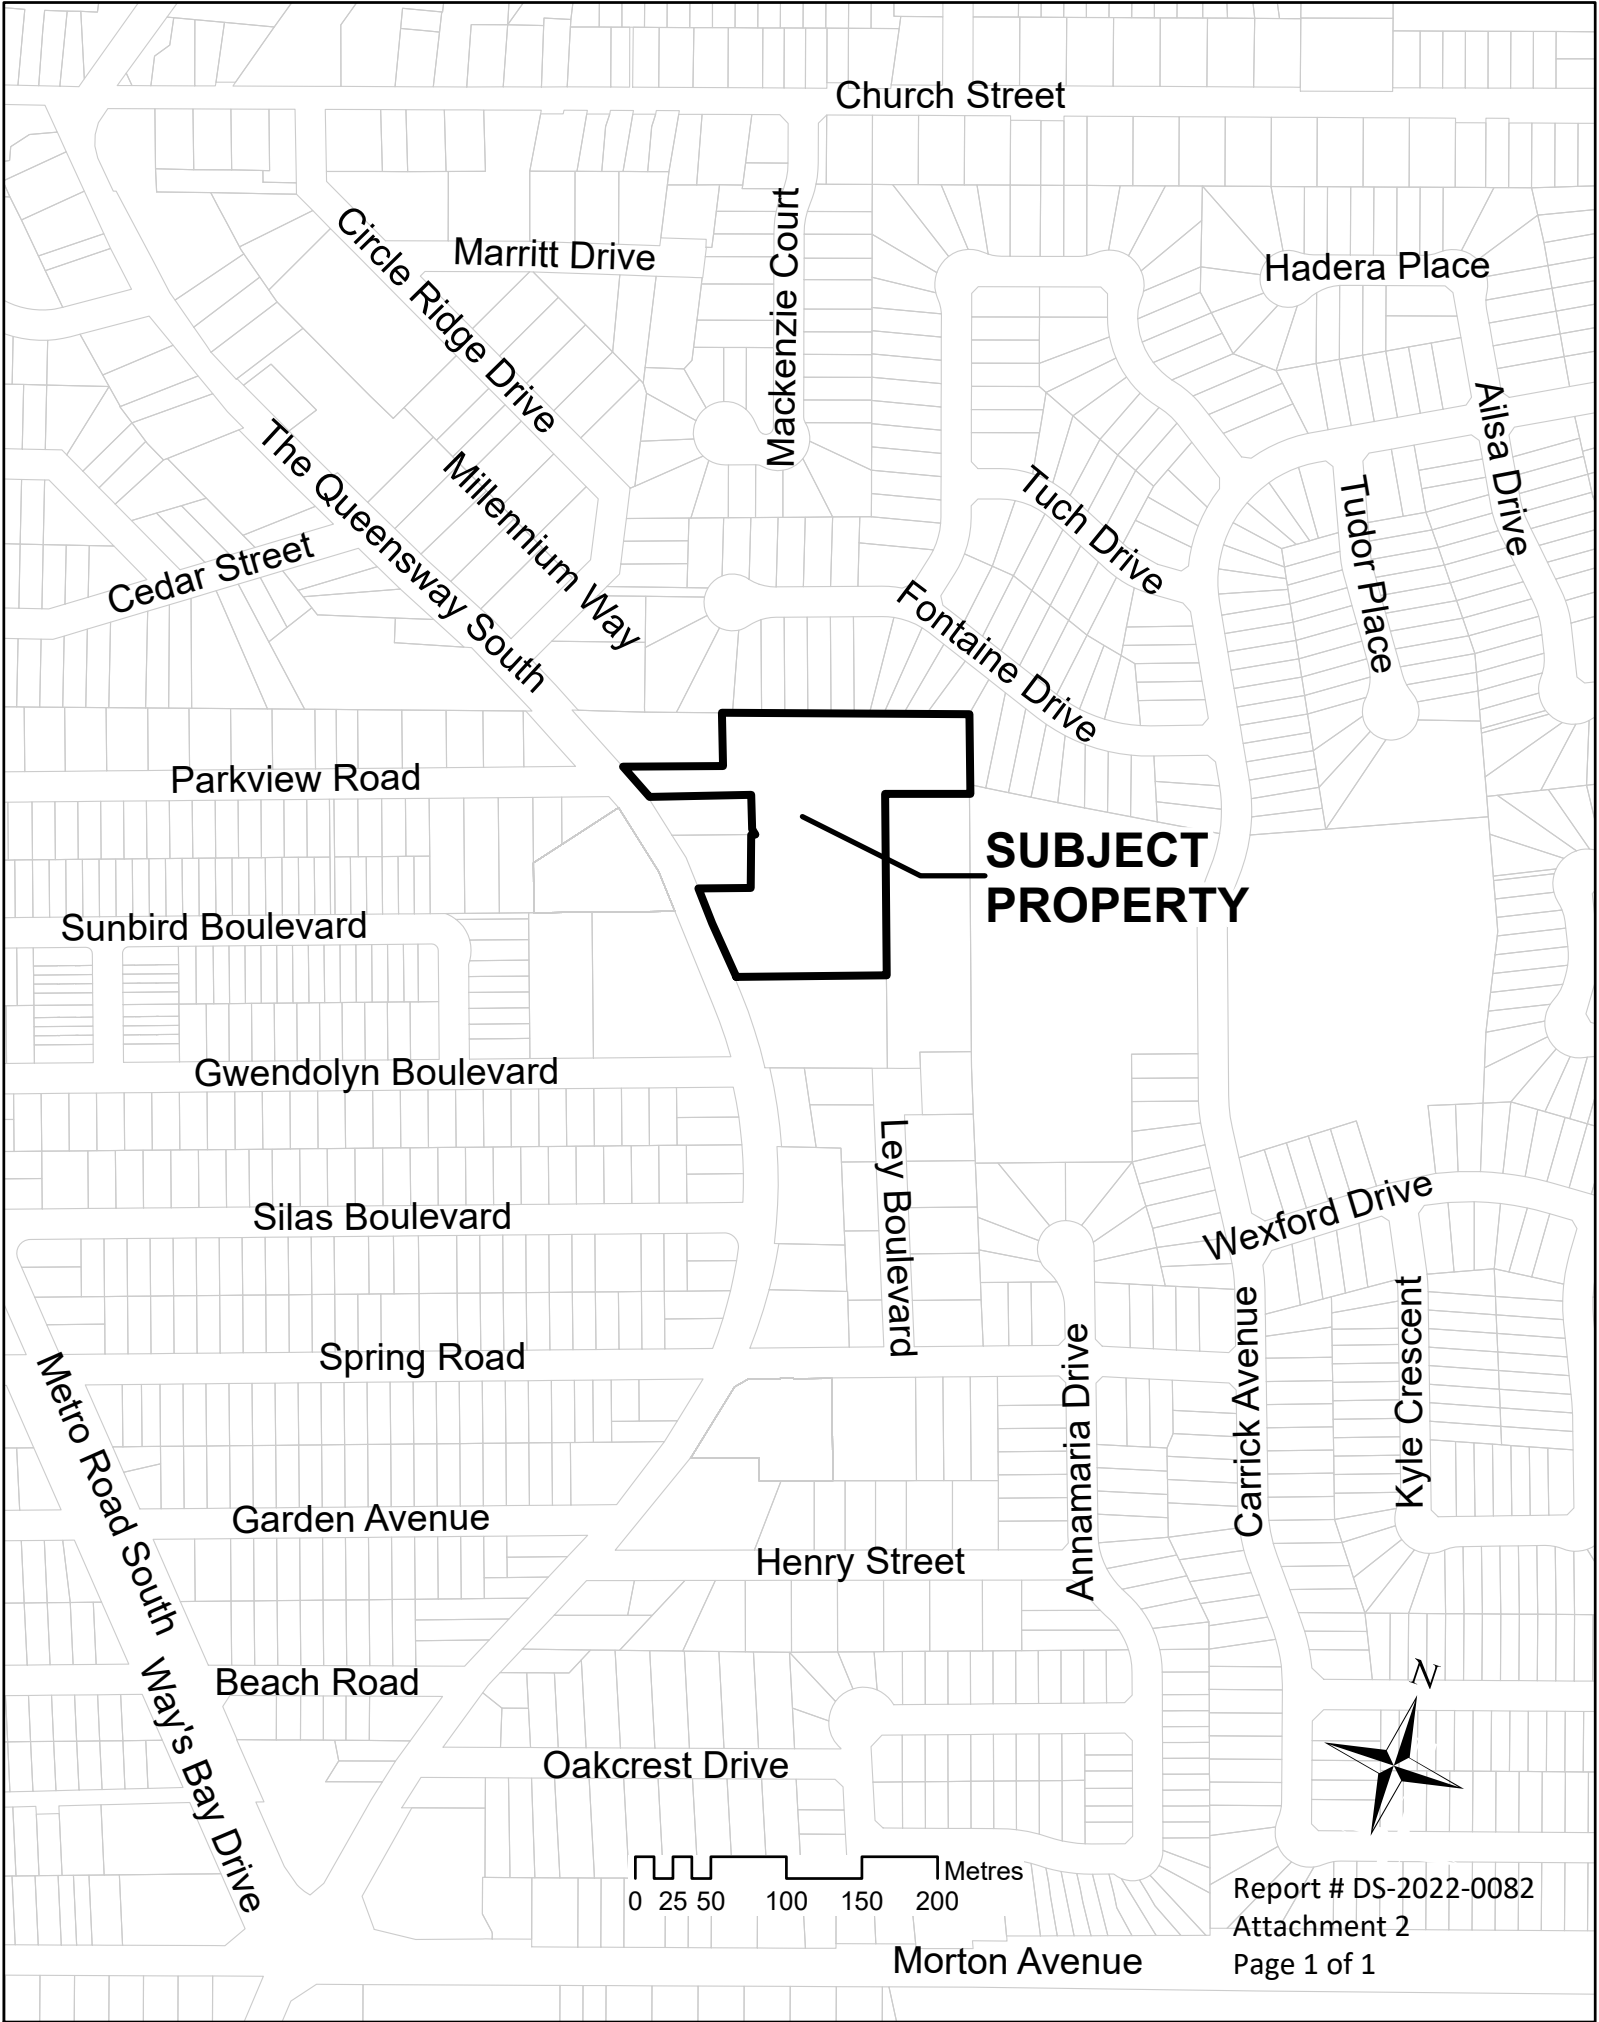 Church Street
Circle Ridge Drive
Marritt Drive
Mackenzie Court
Hadera Place
Ailsa Drive
The Queensway South
Millennium Way
Tuch Drive
Tudor Place
Cedar Street
Fontaine Drive
Parkview Road
SUBJECT
PROPERTY
Sunbird Boulevard
Gwendolyn Boulevard
Ley Boulevard
Silas Boulevard
Wexford Drive
Spring Road
Metro Road South
Annamaria Drive
Carrick Avenue
Kyle Crescent
Garden Avenue
Henry Street
Beach Road
Way's Bay Drive
Oakcrest Drive
N
Metres
0 25 50 100 150 200
Morton Avenue
Report # DS-2022-0082
Attachment 2
Page 1 of 1